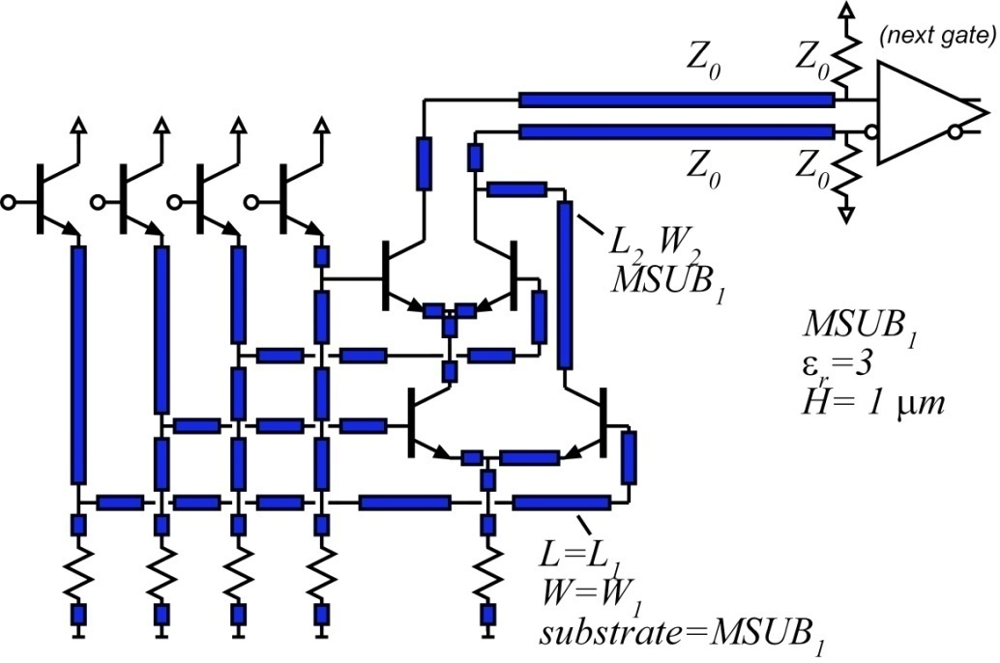 (next gate)
Z0 Z0
Z0 Z0
L2 W2
MSUB1
MSUB1
εr=3
H= 1 μm
L=L1
W=W1
substrate=MSUB1